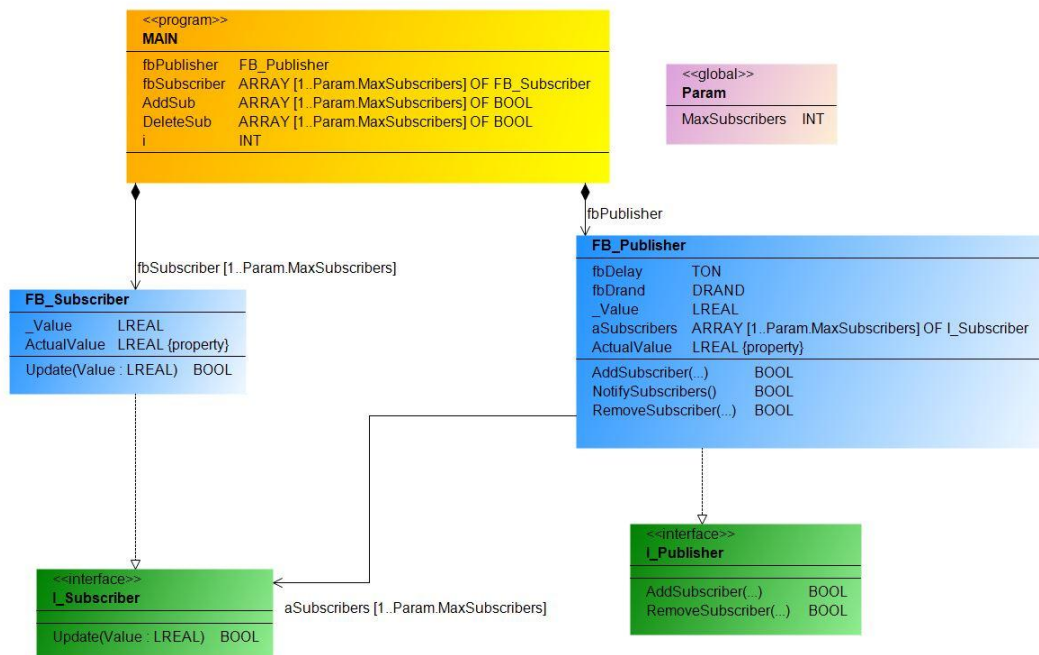 <<program>>
MAIN
fbPublisher FB_Publisher
fbSubscriber ARRAY [1..Param.MaxSubscribers] OF FB_Subscriber
AddSub ARRAY [1..Param.MaxSubscribers] OF BOOL
DeleteSub ARRAY [1..Param.MaxSubscribers] OF BOOL
i INT
<<global>>
Param
MaxSubscribers INT
fbPublisher
fbSubscriber [1..Param.MaxSubscribers]
FB_Publisher
fbDelay TON
fbDrand DRAND
_Value LREAL
aSubscribers ARRAY [1..Param.MaxSubscribers] OF I_Subscriber
ActualValue LREAL {property}
AddSubscriber(...) BOOL
NotifySubscribers() BOOL
RemoveSubscriber(...) BOOL
FB_Subscriber
_Value LREAL
ActualValue LREAL {property}
Update(Value : LREAL) BOOL
<<interface>>
I_Publisher
AddSubscriber(...) BOOL
RemoveSubscriber(...) BOOL
<<interface>>
I_Subscriber
Update(Value : LREAL) BOOL
aSubscribers [1..Param.MaxSubscribers]